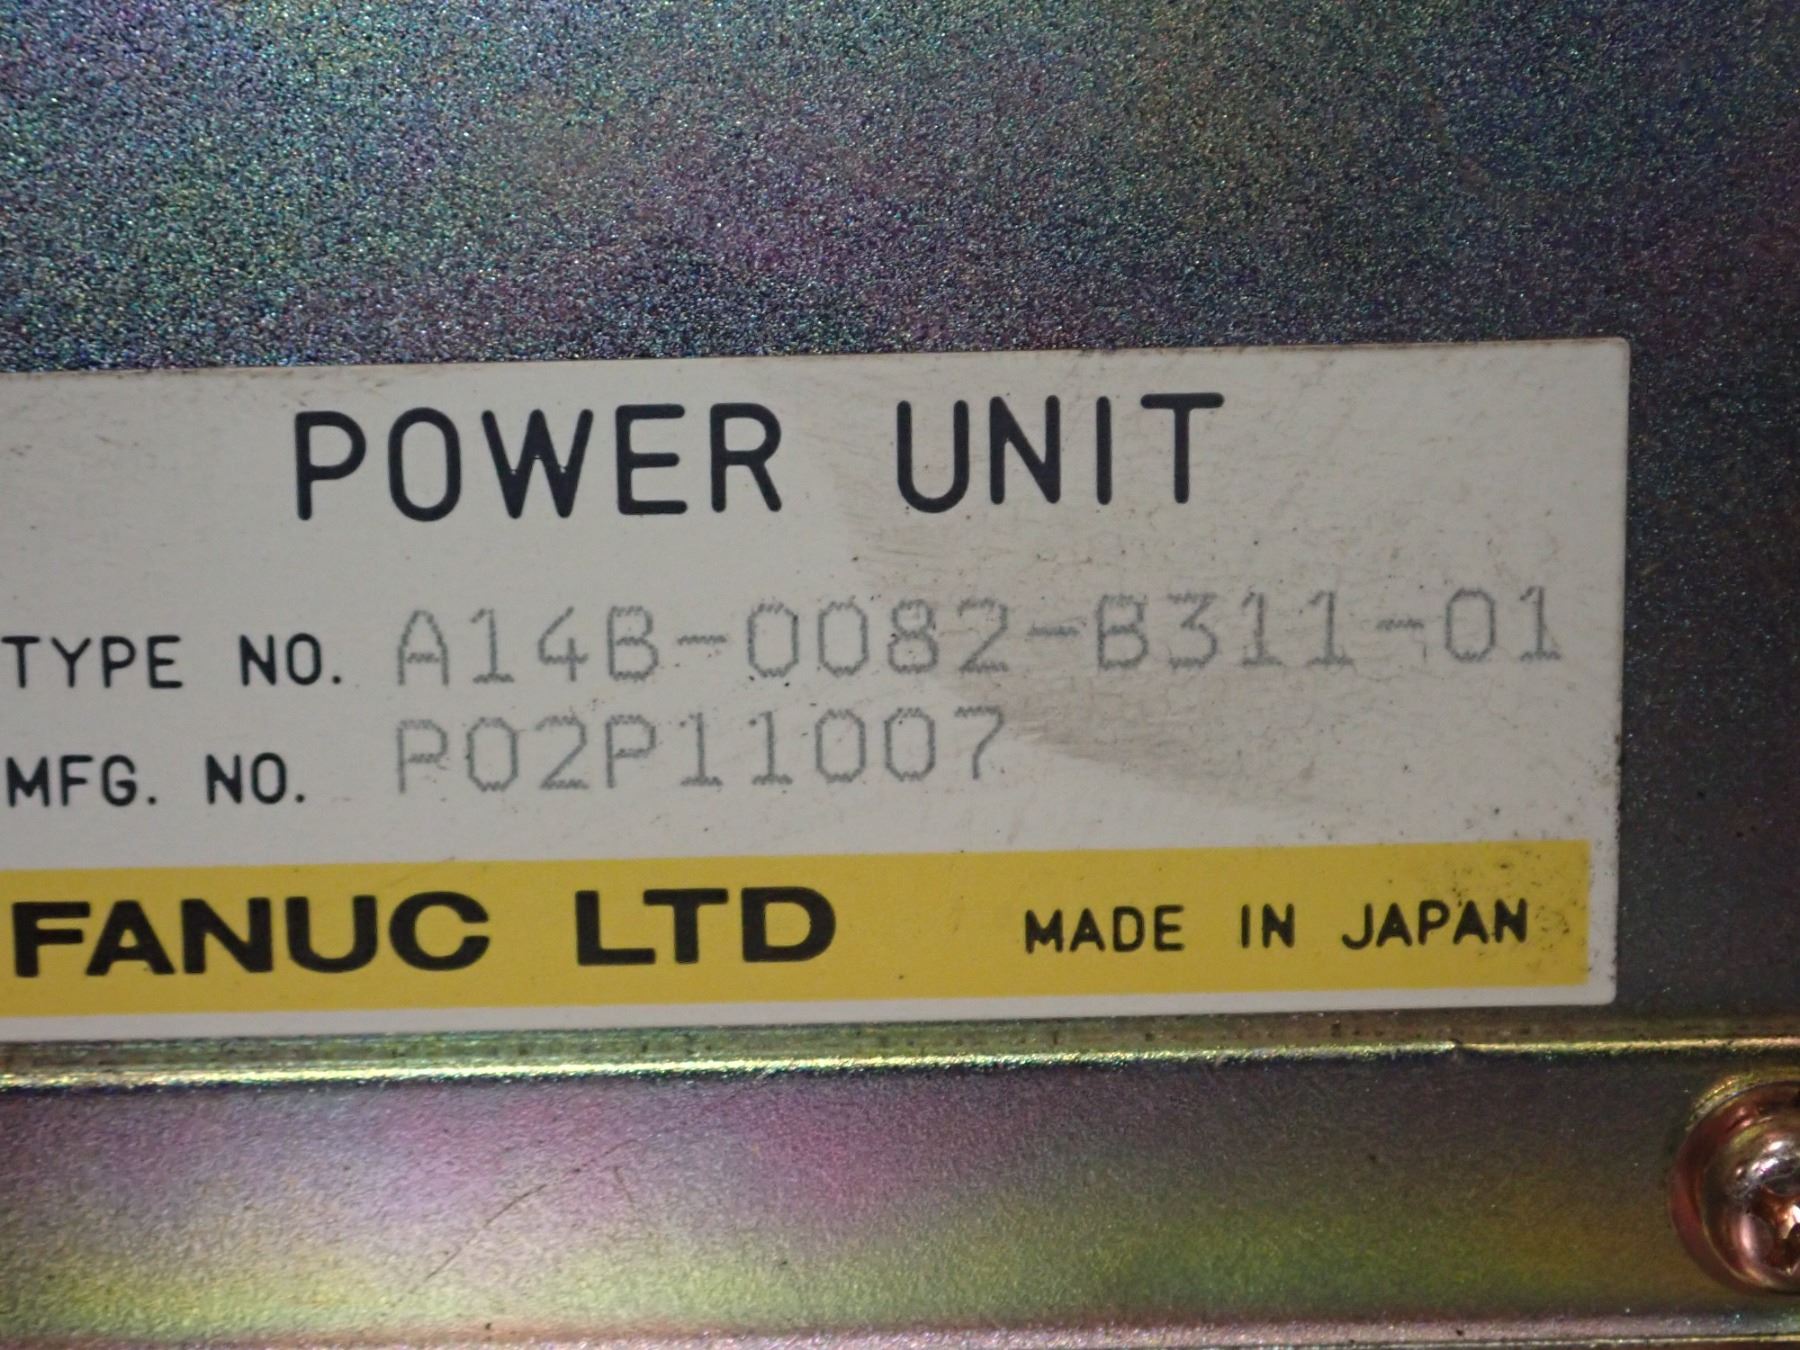 POWER UNIT
TYPE NO. A14B-0082-B311-01
MFG. NO. P02P11007
FANUC LTD MADE IN JAPAN